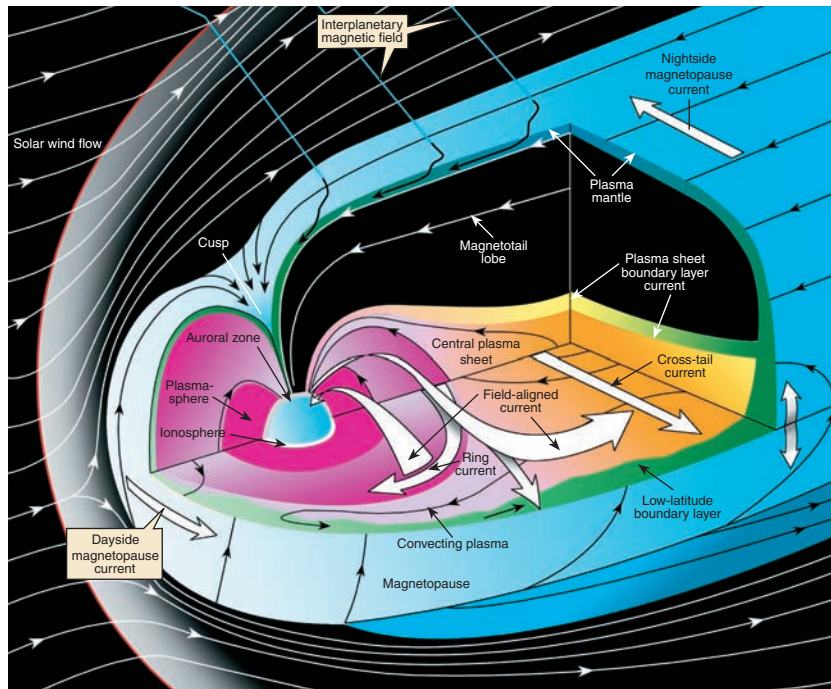 Interplanetary
magnetic field
Nightside
magnetopause
current
Solar wind flow
Plasma
mantle
Cusp
Magnetotail
lobe
Plasma sheet
boundary layer
current
Auroral zone
Central plasma
sheet
Cross-tail
current
Plasma-
sphere
Field-aligned
current
Ionosphere
Ring
current
Low-latitude
boundary layer
Dayside
magnetopause
current
Convecting plasma
Magnetopause